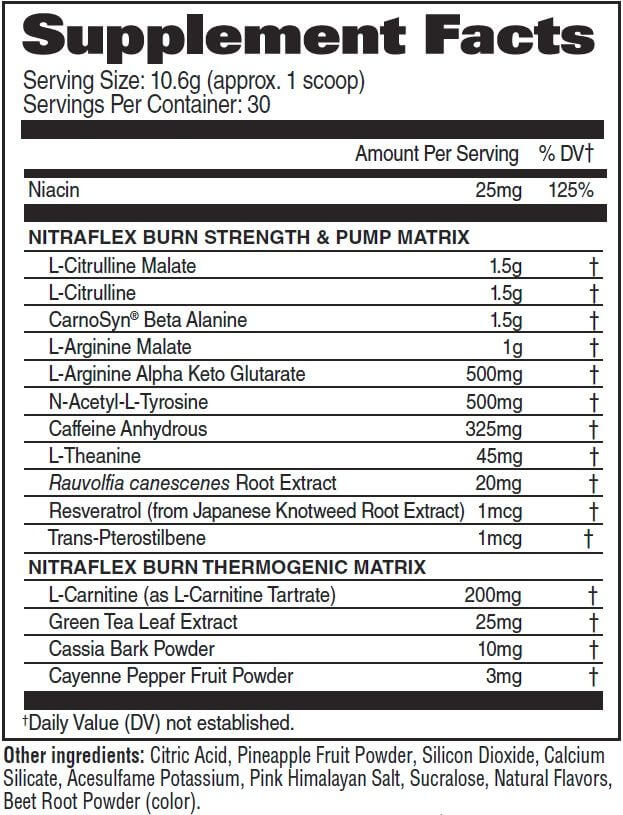 Supplement Facts
Serving Size: 10.6g (approx. 1 scoop)
Servings Per Container: 30
Amount Per Serving % DV†
Niacin 25mg 125%
NITRAFLEX BURN STRENGTH & PUMP MATRIX
L-Citrulline Malate 1.5g †
L-Citrulline 1.5g †
CarnoSyn® Beta Alanine 1.5g †
L-Arginine Malate 1g †
L-Arginine Alpha Keto Glutarate 500mg †
N-Acetyl-L-Tyrosine 500mg †
Caffeine Anhydrous 325mg †
L-Theanine 45mg †
Rauvolfia canescenes Root Extract 20mg †
Resveratrol (from Japanese Knotweed Root Extract) 1mcg †
Trans-Pterostilbene 1mcg †
NITRAFLEX BURN THERMOGENIC MATRIX
L-Carnitine (as L-Carnitine Tartrate) 200mg †
Green Tea Leaf Extract 25mg †
Cassia Bark Powder 10mg †
Cayenne Pepper Fruit Powder 3mg †
†Daily Value (DV) not established.
Other ingredients: Citric Acid, Pineapple Fruit Powder, Silicon Dioxide, Calcium
Silicate, Acesulfame Potassium, Pink Himalayan Salt, Sucralose, Natural Flavors,
Beet Root Powder (color).